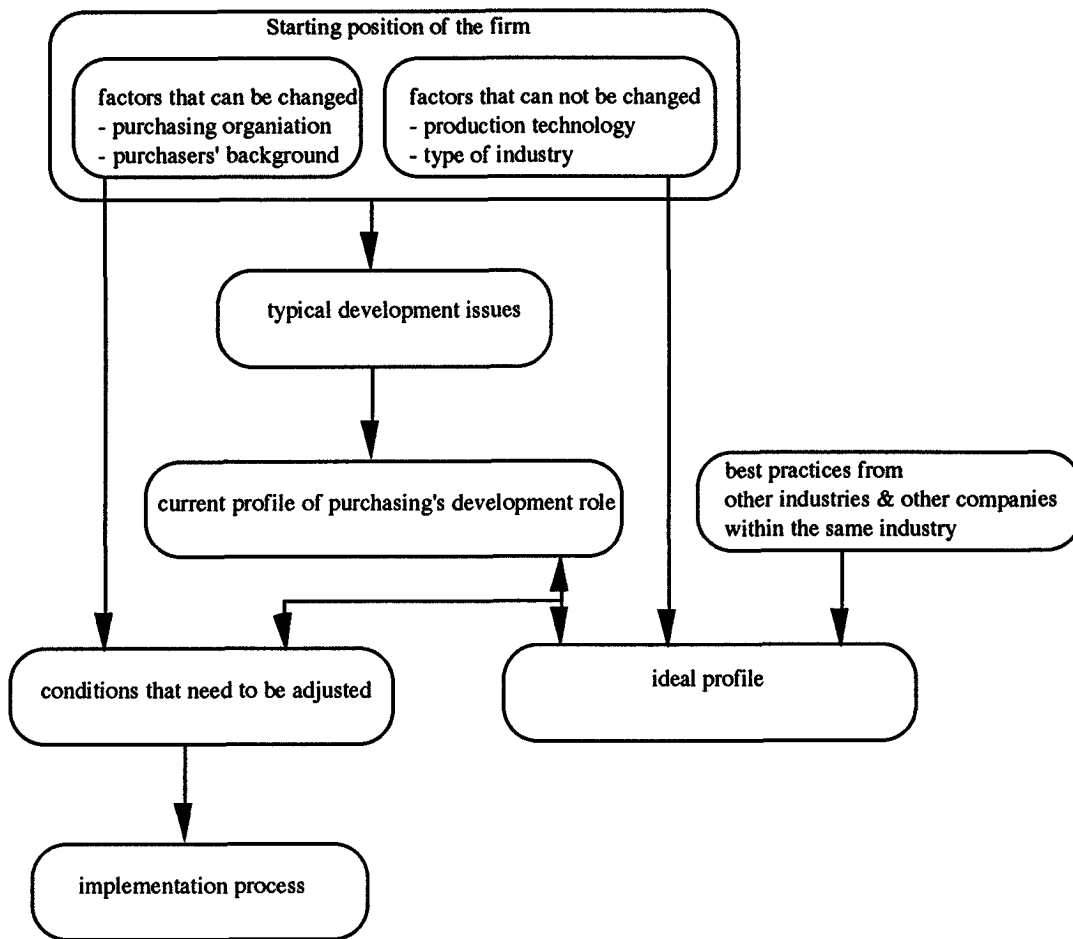 Starting position of the firm
factors that can be changed
- purchasing organiation
- purchasers' background
factors that can not be changed
- production technology
- type of industry
typical development issues
current profile of purchasing's development role
best practices from
other industries & other companies
within the same industry
conditions that need to be adjusted
ideal profile
implementation process